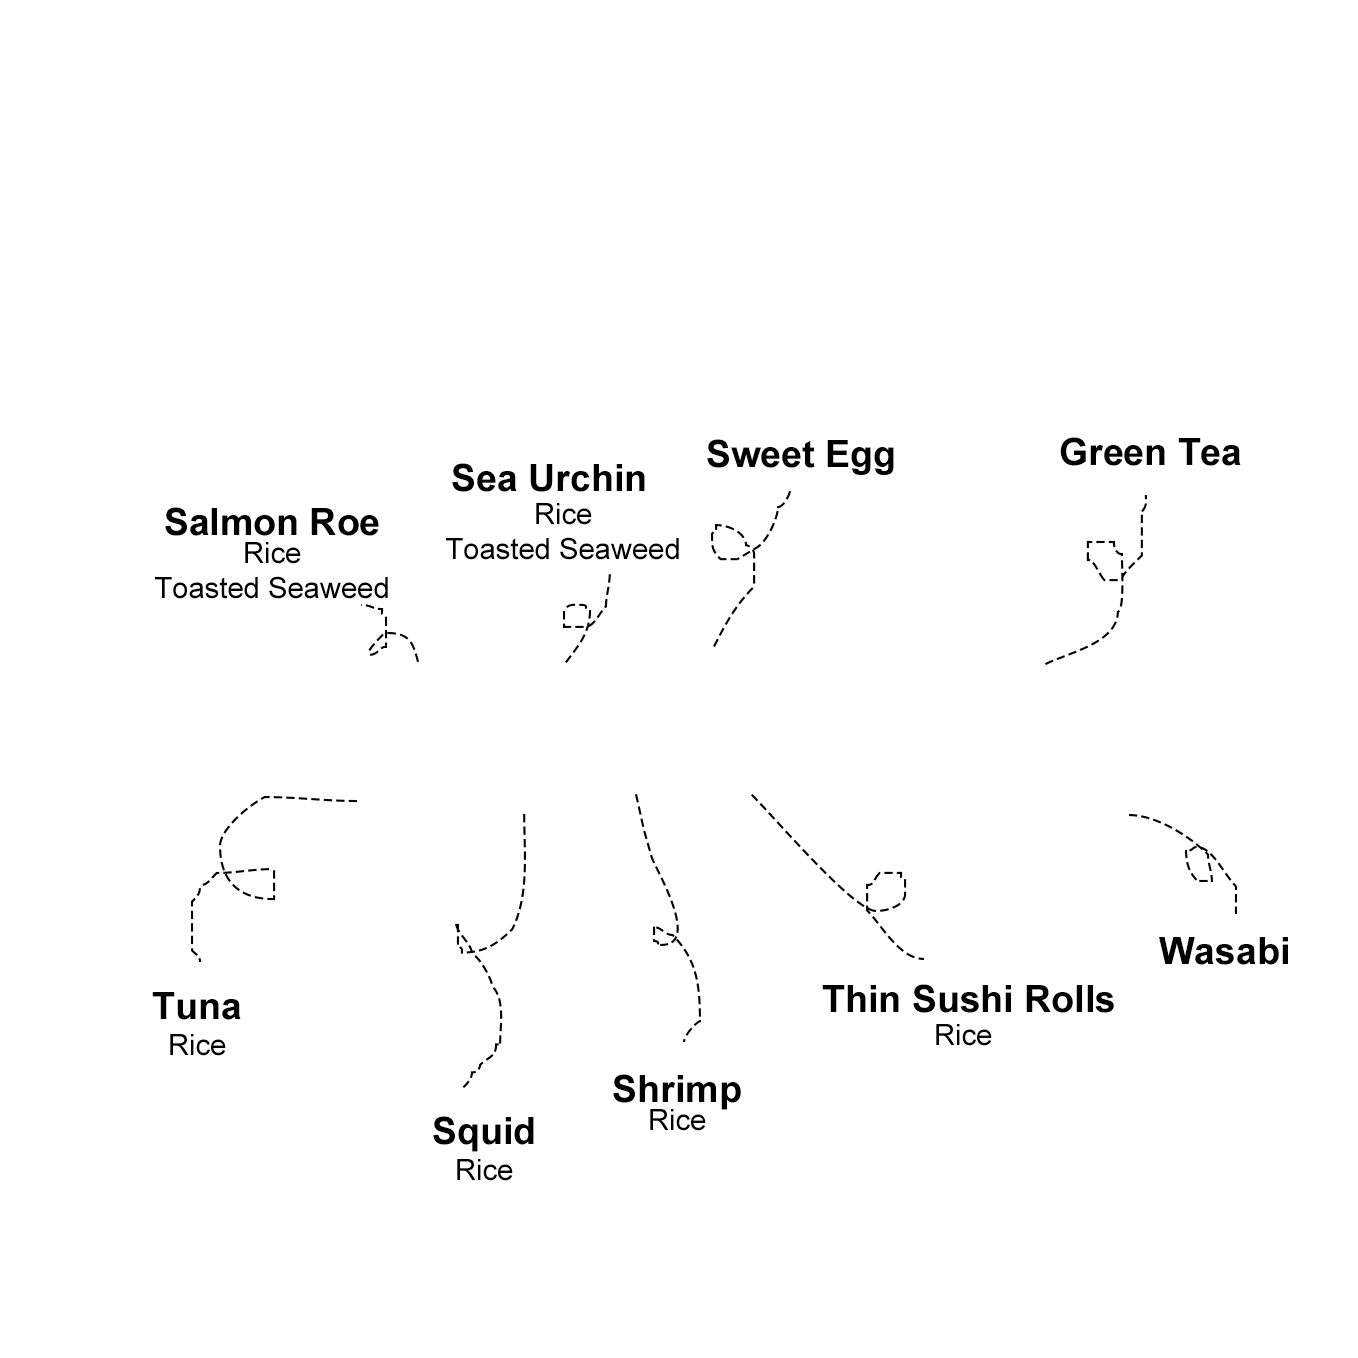 Sweet Egg
Green Tea
Sea Urchin
Rice
Toasted Seaweed
Salmon Roe
Rice
Toasted Seaweed
Wasabi
Thin Sushi Rolls
Rice
Tuna
Rice
Shrimp
Rice
Squid
Rice